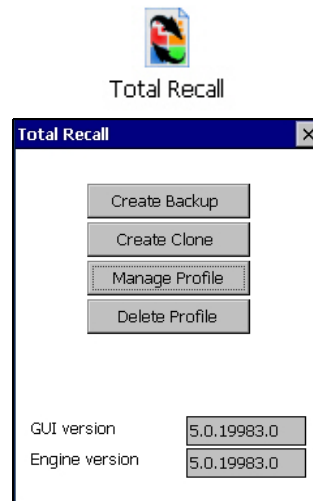 Total Recall
Total Recall
Create Backup
Create Clone
Manage Profile
Delete Profile
GUI version 5.0.19983.0
Engine version 5.0.19983.0